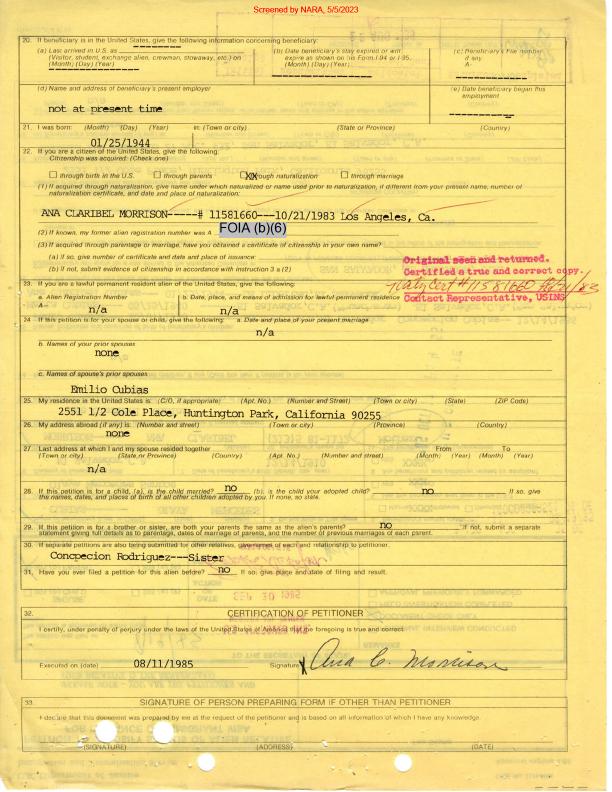 Screened by NARA, 5/5/2023
20. If beneficiary is in the United States, give the following information concerning beneficiary:
(a) Last arrived in U.S. as
(Visitor, student, exchange alien, crewman, stowaway, etc.) on
(Month) (Day) (Year)
(b) Date beneficiary's stay expired or will
expire as shown on his Form I-94 or I-95.
(Month) (Day) (Year)
(c) Beneficiary's File number
if any
A-
(d) Name and address of beneficiary's present employer
(e) Date beneficiary began this
employment
not at present time
21. I was born: (Month) (Day) (Year) in: (Town or city) (State or Province) (Country)
01/25/1944
22. If you are a citizen of the United States, give the following:
Citizenship was acquired: (Check one)
through birth in the U.S. through parents XX through naturalization through marriage
(1) If acquired through naturalization, give name under which naturalized or name used prior to naturalization, if different from your present name, number of
naturalization certificate, and date and place of naturalization:
ANA CLARIBEL MORRISON-----# 11581660---10/21/1983 Los Angeles, Ca.
(2) If known, my former alien registration number was A FOIA (b)(6)
(3) If acquired through parentage or marriage, have you obtained a certificate of citizenship in your own name?
(a) If so, give number of certificate and date and place of issuance:
(b) If not, submit evidence of citizenship in accordance with instruction 3 a (2)
Original seen and returned.
Certified a true and correct copy.
Natz cert # 11581660
Contact Representative, USINS
23. If you are a lawful permanent resident alien of the United States, give the following:
a. Alien Registration Number b. Date, place, and means of admission for lawful permanent residence
A-
n/a n/a
24 If this petition is for your spouse or child, give the following: a. Date and place of your present marriage
n/a
b. Names of your prior spouses
none
c. Names of spouse's prior spouses
Emilio Cubias
25. My residence in the United States is: (C/O, if appropriate) (Apt. No.) (Number and Street) (Town or city) (State) (ZIP Code)
2551 1/2 Cole Place, Huntington Park, California 90255
26. My address abroad (if any) is: (Number and street) (Town or city) (Province) (Country)
none
27. Last address at which I and my spouse resided together From To
(Town or city) (State or Province) (Country) (Apt. No.) (Number and street) (Month) (Year) (Month) (Year)
n/a
28. If this petition is for a child, (a). is the child married? no (b). is the child your adopted child? no If so, give
the names, dates, and places of birth of all other children adopted by you. If none, so state.
29. If this petition is for a brother or sister, are both your parents the same as the alien's parents? no If not, submit a separate
statement giving full details as to parentage, dates of marriage of parents, and the number of previous marriages of each parent.
30. If separate petitions are also being submitted for other relatives, give names of each and relationship to petitioner.
Concpecion Rodriguez---Sister
31. Have you ever filed a petition for this alien before? no If so, give place and date of filing and result.
32. CERTIFICATION OF PETITIONER
I certify, under penalty of perjury under the laws of the United States of America that the foregoing is true and correct.
Executed on (date) 08/11/1985 Signature X Ana C. Morrison
33. SIGNATURE OF PERSON PREPARING FORM IF OTHER THAN PETITIONER
I declare that this document was prepared by me at the request of the petitioner and is based on all information of which I have any knowledge.
(SIGNATURE) (ADDRESS) (DATE)